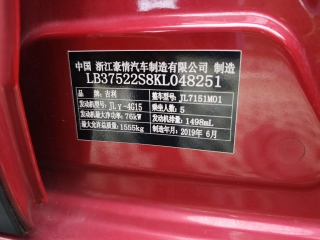 中国 浙江豪情汽车制造有限公司 制造
LB37522S8KL048251
品牌：吉利 整车型号：JL7151M01
发动机型号：JLγ-4G15 乘坐人数：5
发动机最大净功率：76kW 发动机排量：1498mL
最大允许总质量：1555kg 制造年月：2019年6月